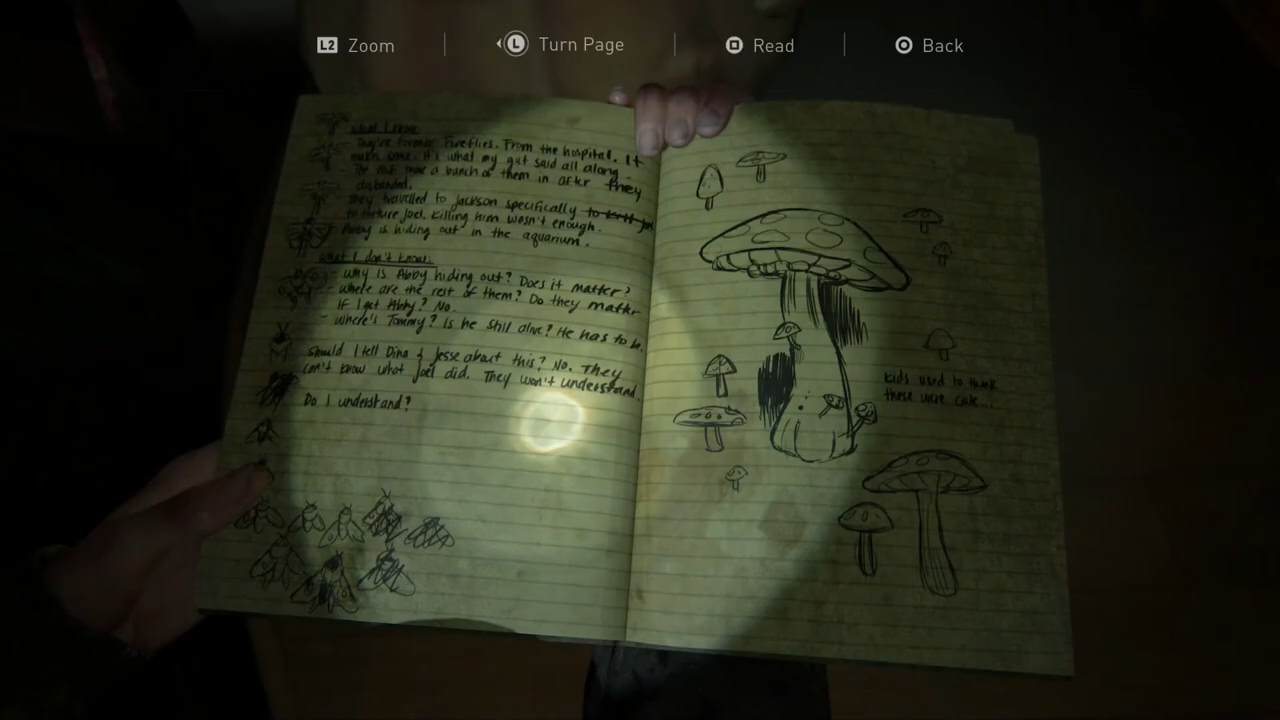 L2 Zoom
L Turn Page
Read
Back
What I know
- They're former Fireflies. From the hospital. It
makes sense. It's what my gut said all along.
- The WLF took a bunch of them in after they
disbanded.
They travelled to Jackson specifically to kill Joel
to torture Joel. Killing him wasn't enough.
Abby is hiding out in the aquarium.
What I don't know:
- Why is Abby hiding out? Does it matter?
- Where are the rest of them? Do they matter
if I get Abby? No.
- Where's Tommy? Is he still alive? He has to be.
Should I tell Dina & Jesse about this? No. They
can't know what Joel did. They won't understand.
Do I understand?
Kids used to think
these were cute...